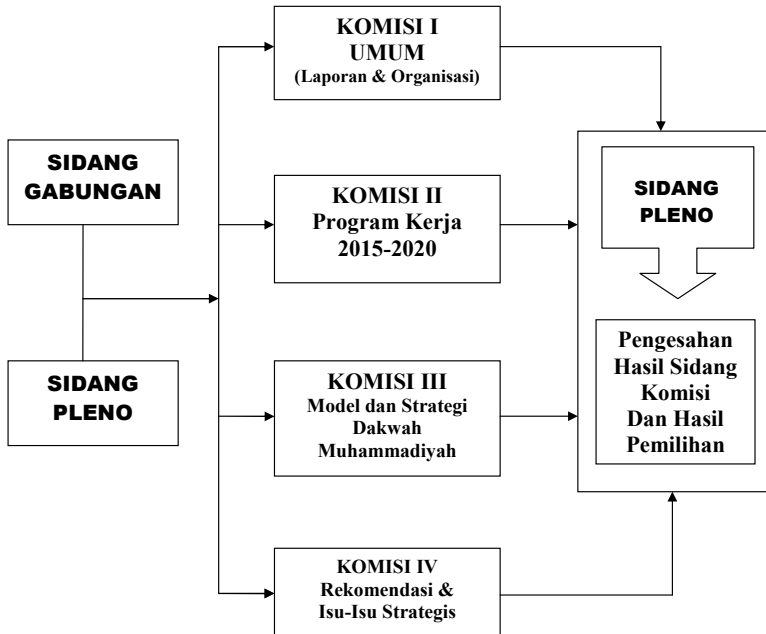 SIDANG
GABUNGAN
SIDANG
PLENO
KOMISI I
UMUM
(Laporan & Organisasi)
KOMISI II
Program Kerja
2015-2020
KOMISI III
Model dan Strategi
Dakwah
Muhammadiyah
KOMISI IV
Rekomendasi &
Isu-Isu Strategis
SIDANG
PLENO
Pengesahan
Hasil Sidang
Komisi
Dan Hasil
Pemilihan